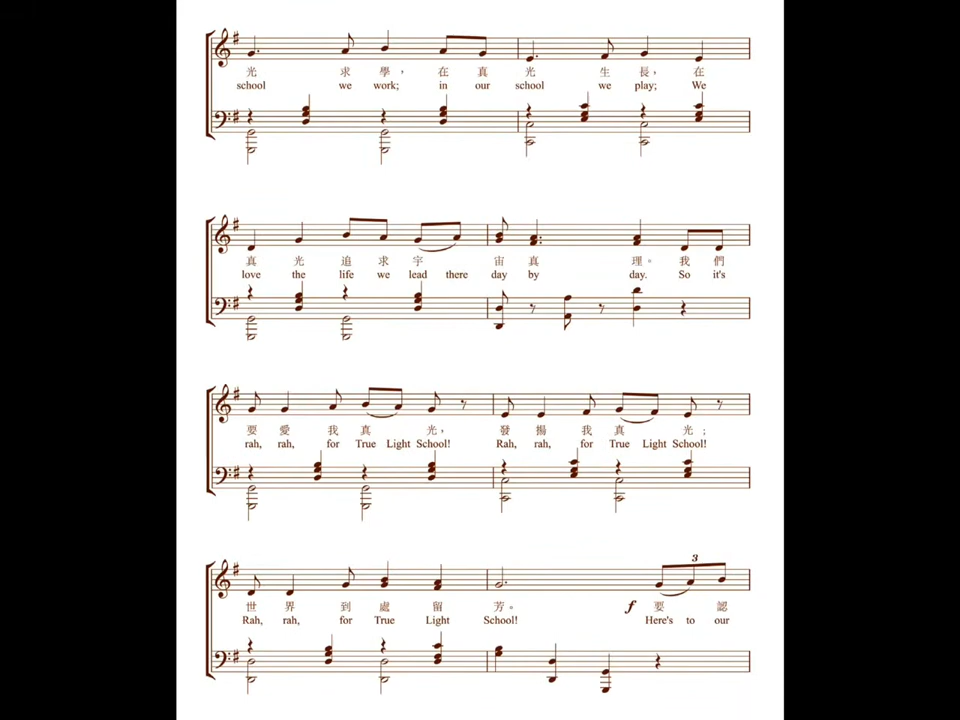 光 求 學， 在 真 光 生 長， 在
school we work; in our school we play; We
真 光 追 求 宇 宙 真 理。 我 們
love the life we lead there day by day. So it's
要 愛 我 真 光， 發 揚 我 真 光；
rah, rah, for True Light School! Rah, rah, for True Light School!
3
世 界 到 處 留 芳。 f 要 認
Rah, rah, for True Light School! Here's to our